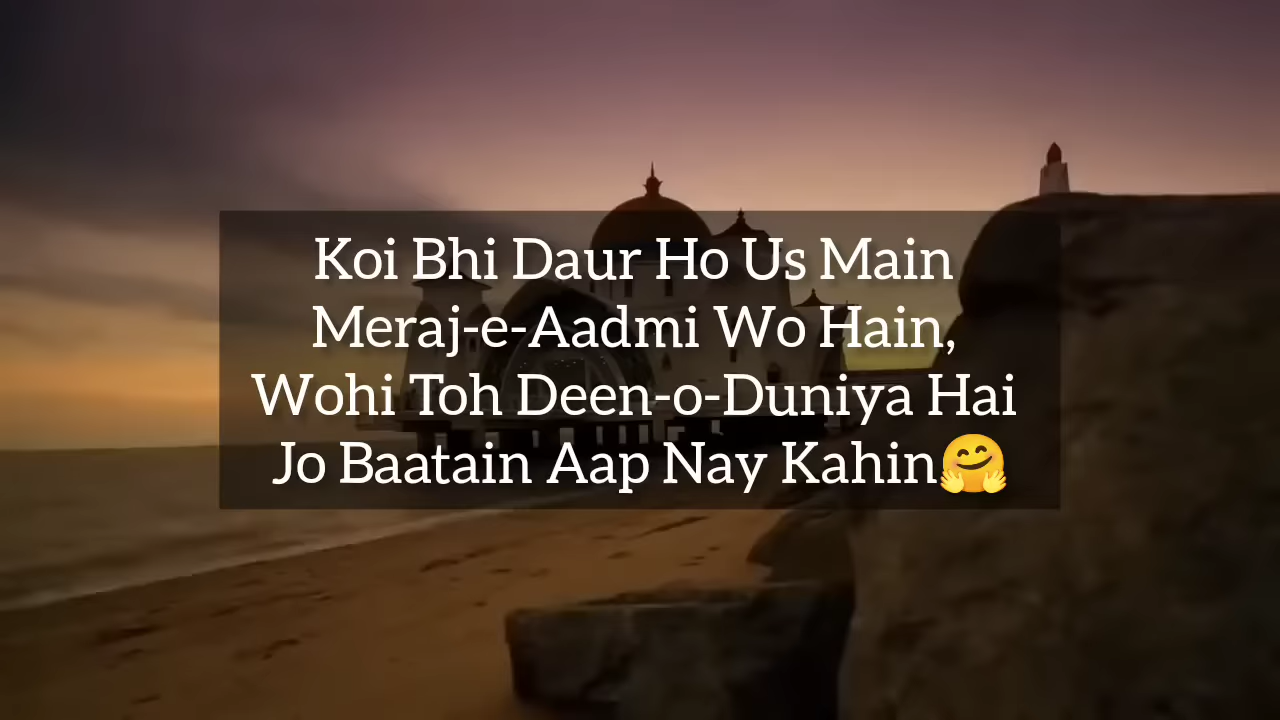 Koi Bhi Daur Ho Us Main
Meraj-e-Aadmi Wo Hain,
Wohi Toh Deen-o-Duniya Hai
Jo Baatain Aap Nay Kahin🤗